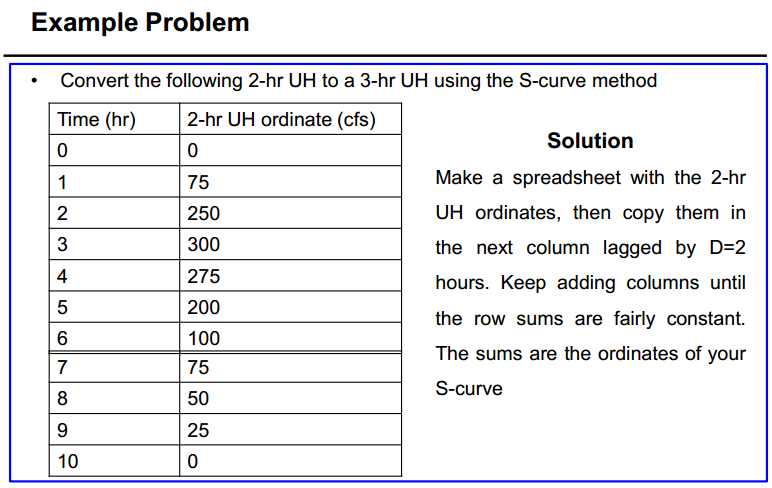 Example Problem
• Convert the following 2-hr UH to a 3-hr UH using the S-curve method
Time (hr) 2-hr UH ordinate (cfs)
0 0
1 75
2 250
3 300
4 275
5 200
6 100
7 75
8 50
9 25
10 0
Solution
Make a spreadsheet with the 2-hr
UH ordinates, then copy them in
the next column lagged by D=2
hours. Keep adding columns until
the row sums are fairly constant.
The sums are the ordinates of your
S-curve